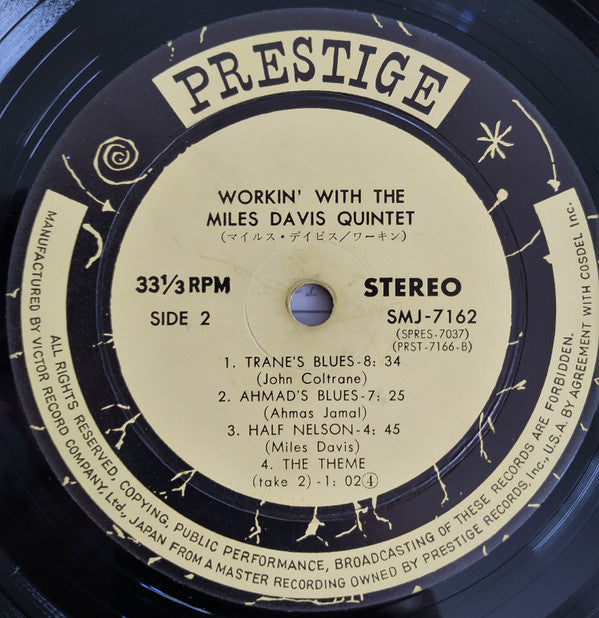 PRESTIGE
WORKIN' WITH THE
MILES DAVIS QUINTET
(マイルス・デイビス/ワーキン)
33 1/3 RPM
STEREO
SIDE 2
SMJ-7162
(SPRES-7037)
(PRST-7166-B)
1. TRANE'S BLUES-8: 34
(John Coltrane)
2. AHMAD'S BLUES-7: 25
(Ahmas Jamal)
3. HALF NELSON-4: 45
(Miles Davis)
4. THE THEME
(take 2)-1: 02④
ALL RIGHTS RESERVED, COPYING, PUBLIC PERFORMANCE, BROADCASTING OF THESE RECORDS ARE FORBIDDEN.
MANUFACTURED BY VICTOR RECORD COMPANY, Ltd., JAPAN FROM A MASTER RECORDING OWNED BY PRESTIGE RECORDS, Inc., U.S.A. BY AGREEMENT WITH COSDEL Inc.